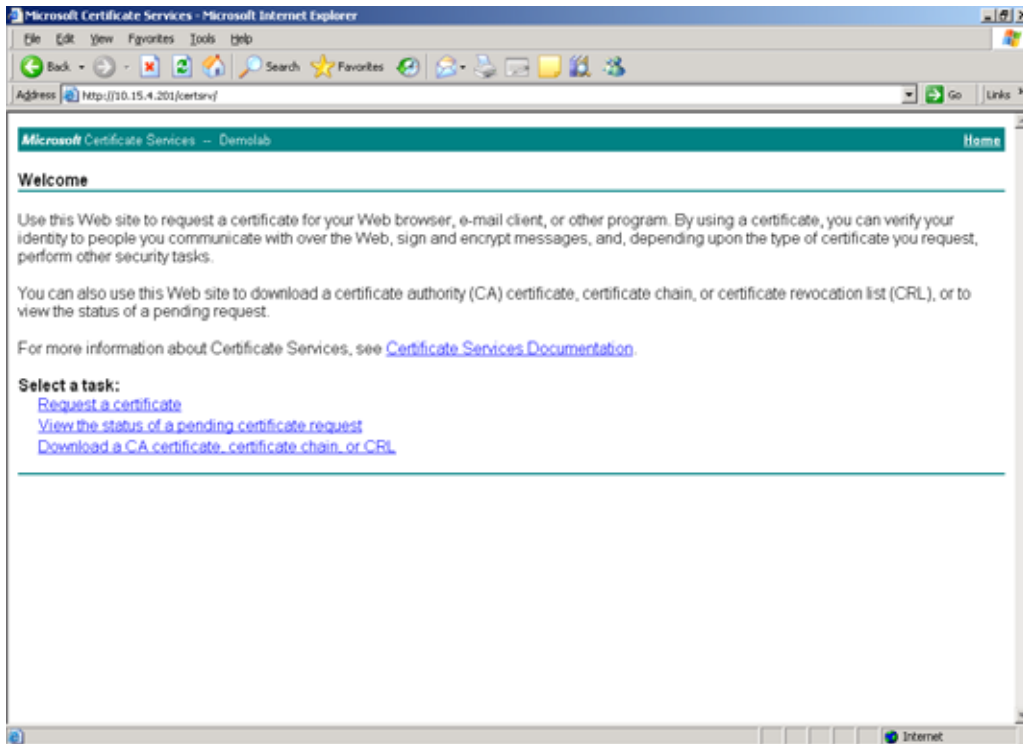 Microsoft Certificate Services - Microsoft Internet Explorer
File Edit View Favorites Tools Help
Back Search Favorites
Address http://10.15.4.201/certsrv/ Go Links
Microsoft Certificate Services -- Demolab Home
Welcome
Use this Web site to request a certificate for your Web browser, e-mail client, or other program. By using a certificate, you can verify your
identity to people you communicate with over the Web, sign and encrypt messages, and, depending upon the type of certificate you request,
perform other security tasks.
You can also use this Web site to download a certificate authority (CA) certificate, certificate chain, or certificate revocation list (CRL), or to
view the status of a pending request.
For more information about Certificate Services, see Certificate Services Documentation.
Select a task:
Request a certificate
View the status of a pending certificate request
Download a CA certificate, certificate chain, or CRL
Internet